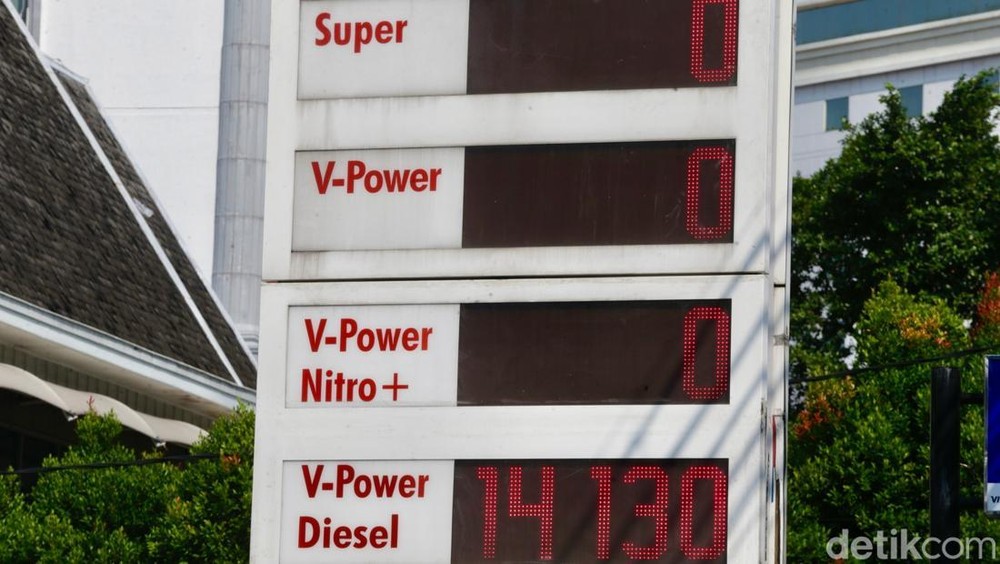 Super 0
V-Power 0
V-Power
Nitro+ 0
V-Power
Diesel 14130
detikcom